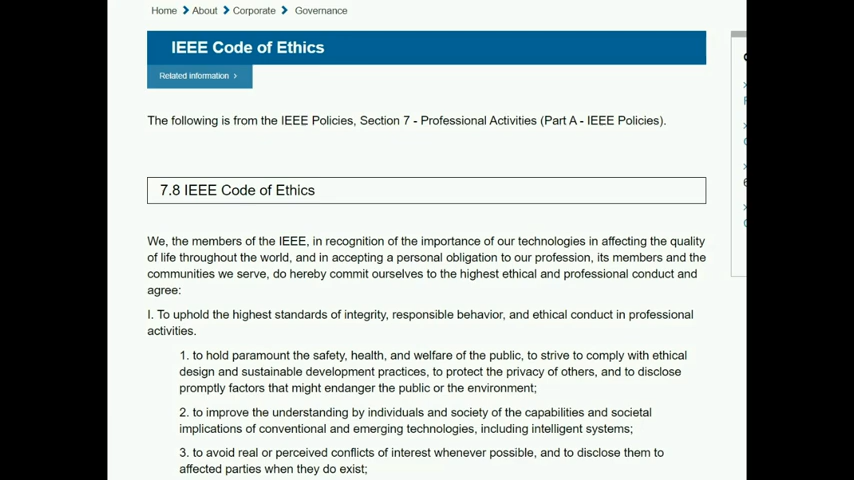 Home > About > Corporate > Governance
IEEE Code of Ethics
Related information >
The following is from the IEEE Policies, Section 7 - Professional Activities (Part A - IEEE Policies).
7.8 IEEE Code of Ethics
We, the members of the IEEE, in recognition of the importance of our technologies in affecting the quality
of life throughout the world, and in accepting a personal obligation to our profession, its members and the
communities we serve, do hereby commit ourselves to the highest ethical and professional conduct and
agree:
I. To uphold the highest standards of integrity, responsible behavior, and ethical conduct in professional
activities.
1. to hold paramount the safety, health, and welfare of the public, to strive to comply with ethical
design and sustainable development practices, to protect the privacy of others, and to disclose
promptly factors that might endanger the public or the environment;
2. to improve the understanding by individuals and society of the capabilities and societal
implications of conventional and emerging technologies, including intelligent systems;
3. to avoid real or perceived conflicts of interest whenever possible, and to disclose them to
affected parties when they do exist;